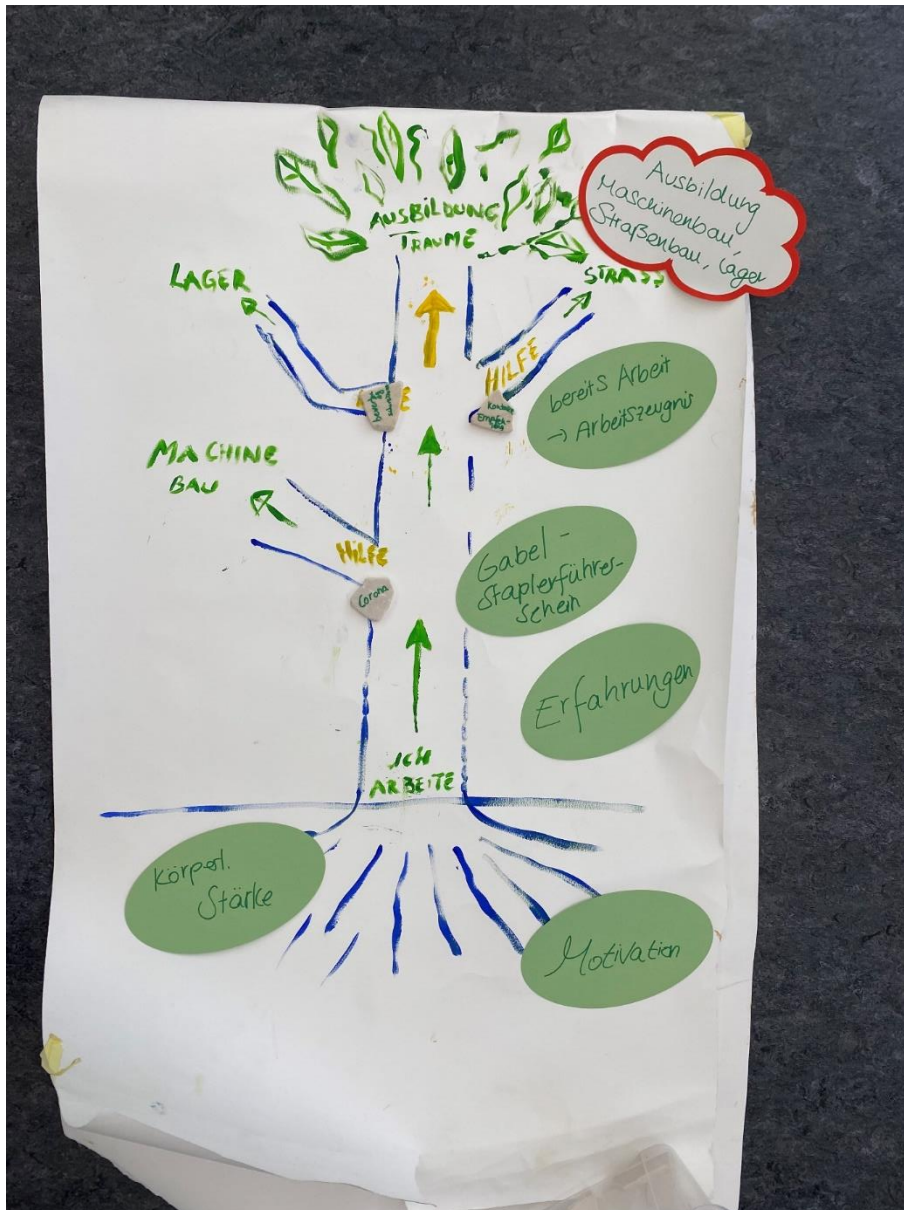 AUSBILDUNG
TRÄUME
Ausbildung
Maschinenbau,
Straßenbau, Lager
LAGER
STRASS
HILFE
Kontakte
bereits Arbeit
→ Arbeitszeugnis
MACHINE
BAU
HILFE
Corona
Gabel-
Staplerführer-
schein
Erfahrungen
ICH
ARBEITE
Körperl.
Stärke
Motivation